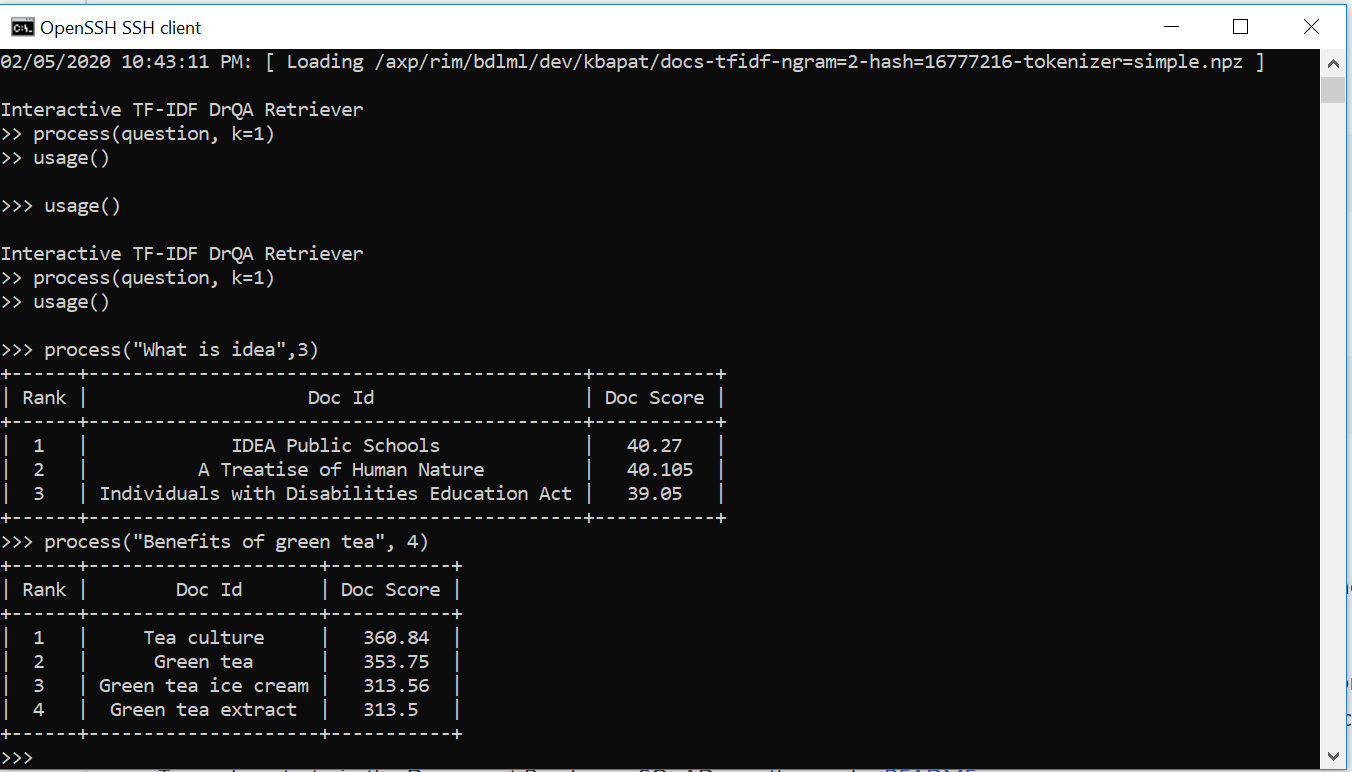 OpenSSH SSH client
02/05/2020 10:43:11 PM: [ Loading /axp/rim/bdlml/dev/kbapat/docs-tfidf-ngram=2-hash=16777216-tokenizer=simple.npz ]
Interactive TF-IDF DrQA Retriever
>> process(question, k=1)
>> usage()
>>> usage()
Interactive TF-IDF DrQA Retriever
>> process(question, k=1)
>> usage()
>>> process("What is idea",3)
+------+---------------------------------------------+-----------+
| Rank |                    Doc Id                   | Doc Score |
+------+---------------------------------------------+-----------+
|  1   |             IDEA Public Schools             |   40.27   |
|  2   |          A Treatise of Human Nature         |   40.105  |
|  3   | Individuals with Disabilities Education Act |   39.05   |
+------+---------------------------------------------+-----------+
>>> process("Benefits of green tea", 4)
+------+---------------------+-----------+
| Rank |        Doc Id       | Doc Score |
+------+---------------------+-----------+
|  1   |     Tea culture     |   360.84  |
|  2   |      Green tea      |   353.75  |
|  3   | Green tea ice cream |   313.56  |
|  4   |  Green tea extract  |   313.5   |
+------+---------------------+-----------+
>>>